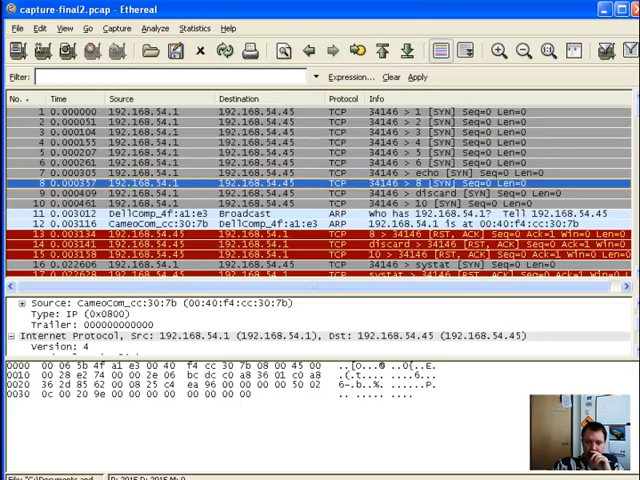 capture-final2.pcap - Ethereal
File Edit View Go Capture Analyze Statistics Help
Filter: Expression... Clear Apply
No. Time Source Destination Protocol Info
1 0.000000 192.168.54.1 192.168.54.45 TCP 34146 > 1 [SYN] Seq=0 Len=0
2 0.000051 192.168.54.1 192.168.54.45 TCP 34146 > 2 [SYN] Seq=0 Len=0
3 0.000104 192.168.54.1 192.168.54.45 TCP 34146 > 3 [SYN] Seq=0 Len=0
4 0.000155 192.168.54.1 192.168.54.45 TCP 34146 > 4 [SYN] Seq=0 Len=0
5 0.000206 192.168.54.1 192.168.54.45 TCP 34146 > 5 [SYN] Seq=0 Len=0
6 0.000261 192.168.54.1 192.168.54.45 TCP 34146 > 6 [SYN] Seq=0 Len=0
7 0.000305 192.168.54.1 192.168.54.45 TCP 34146 > echo [SYN] Seq=0 Len=0
8 0.000357 192.168.54.1 192.168.54.45 TCP 34146 > 8 [SYN] Seq=0 Len=0
9 0.000409 192.168.54.1 192.168.54.45 TCP 34146 > discard [SYN] Seq=0 Len=0
10 0.000461 192.168.54.1 192.168.54.45 TCP 34146 > 10 [SYN] Seq=0 Len=0
11 0.003012 DellComp_4f:a1:e3 Broadcast ARP Who has 192.168.54.1? Tell 192.168.54.45
12 0.003116 CameoCom_cc:30:7b DellComp_4f:a1:e3 ARP 192.168.54.1 is at 00:40:f4:cc:30:7b
13 0.003134 192.168.54.45 192.168.54.1 TCP 8 > 34146 [RST, ACK] Seq=0 Ack=1 Win=0 Len=0
14 0.003141 192.168.54.45 192.168.54.1 TCP discard > 34146 [RST, ACK] Seq=0 Ack=1 Win=
15 0.003158 192.168.54.45 192.168.54.1 TCP 10 > 34146 [RST, ACK] Seq=0 Ack=1 Win=0 Len
16 0.022606 192.168.54.1 192.168.54.45 TCP 34146 > systat [SYN] Seq=0 Len=0
Source: CameoCom_cc:30:7b (00:40:f4:cc:30:7b)
Type: IP (0x0800)
Trailer: 000000000000
Internet Protocol, Src: 192.168.54.1 (192.168.54.1), Dst: 192.168.54.45 (192.168.54.45)
Version: 4
0000 00 06 5b 4f a1 e3 00 40 f4 cc 30 7b 08 00 45 00 ..[O...@ ..0{..E.
0010 00 28 e2 74 00 00 2e 06 bc dc c0 a8 36 01 c0 a8 .(.t.... ....6...
0020 36 2d 85 62 00 08 25 c4 ea 96 00 00 00 00 50 02 6-.b..%. ......P.
0030 0c 00 20 9e 00 00 00 00 00 00 00 00 .. ..... ....